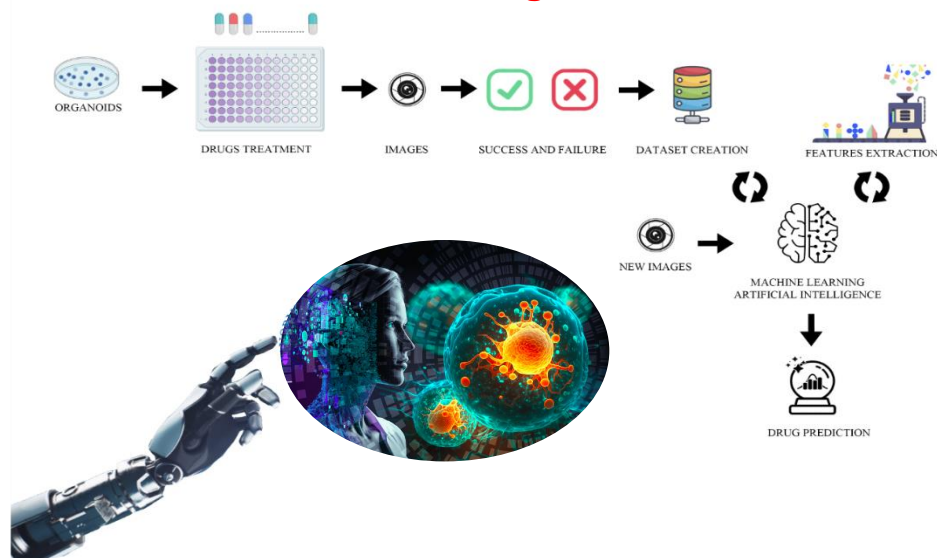 ORGANOIDS
DRUGS TREATMENT
IMAGES
SUCCESS AND FAILURE
DATASET CREATION
FEATURES EXTRACTION
NEW IMAGES
MACHINE LEARNING
ARTIFICIAL INTELLIGENCE
DRUG PREDICTION